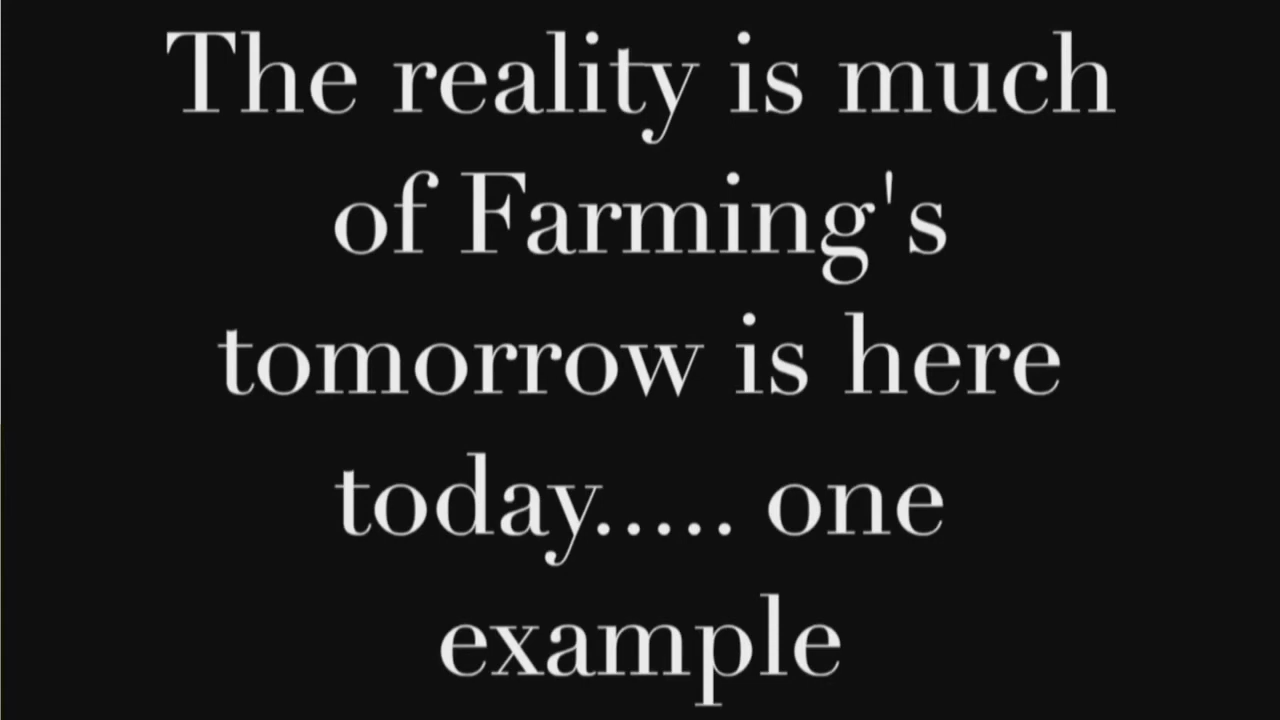 The reality is much
of Farming's
tomorrow is here
today..... one
example